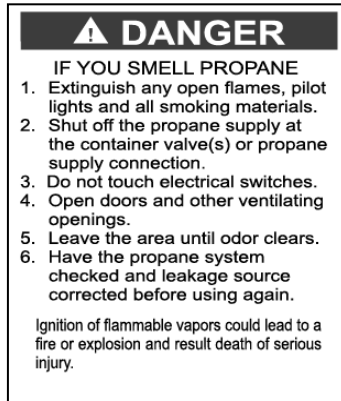 DANGER
IF YOU SMELL PROPANE
1. Extinguish any open flames, pilot
lights and all smoking materials.
2. Shut off the propane supply at
the container valve(s) or propane
supply connection.
3. Do not touch electrical switches.
4. Open doors and other ventilating
openings.
5. Leave the area until odor clears.
6. Have the propane system
checked and leakage source
corrected before using again.
Ignition of flammable vapors could lead to a
fire or explosion and result death of serious
injury.